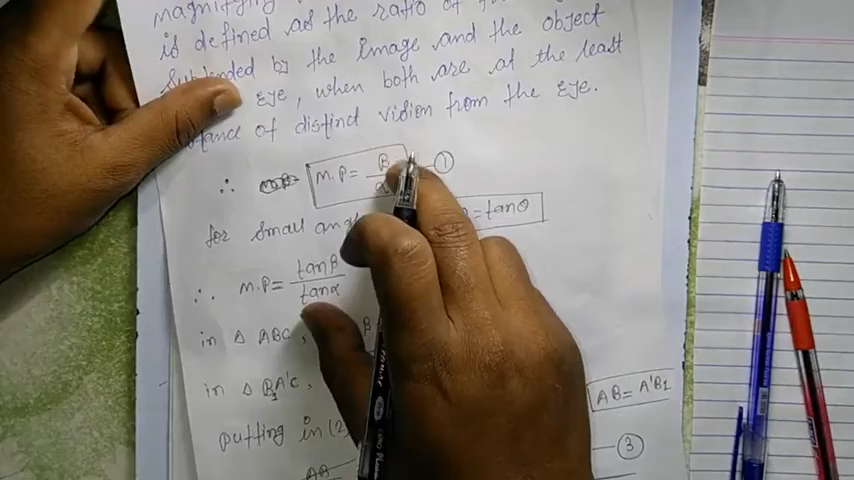 magnifying
is defined as the ratio of
subtended by the Image and the object
Eye, when both are at the least
distance of distinct vision from the Eye.
∴ M.P = β ①
for small angle θ = tanθ
∴ M.P = tanβ / tanα
in Δ ABC,
in Δ B₁A'C, AB = A'B₁
putting in (2 ③
AB